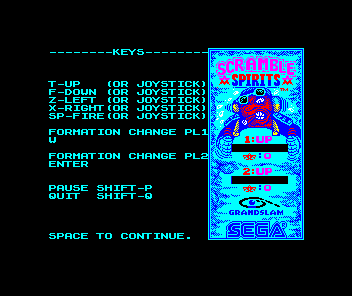 --------KEYS--------
T-UP (OR JOYSTICK)
F-DOWN (OR JOYSTICK)
Z-LEFT (OR JOYSTICK)
X-RIGHT(OR JOYSTICK)
SP-FIRE(OR JOYSTICK)
FORMATION CHANGE PL1
W
FORMATION CHANGE PL2
ENTER
PAUSE SHIFT-P
QUIT SHIFT-Q
SPACE TO CONTINUE.
THE
SCRAMBLE
SPIRITS
1:UP
:0
2:UP
:0
GRANDSLAM
SEGA